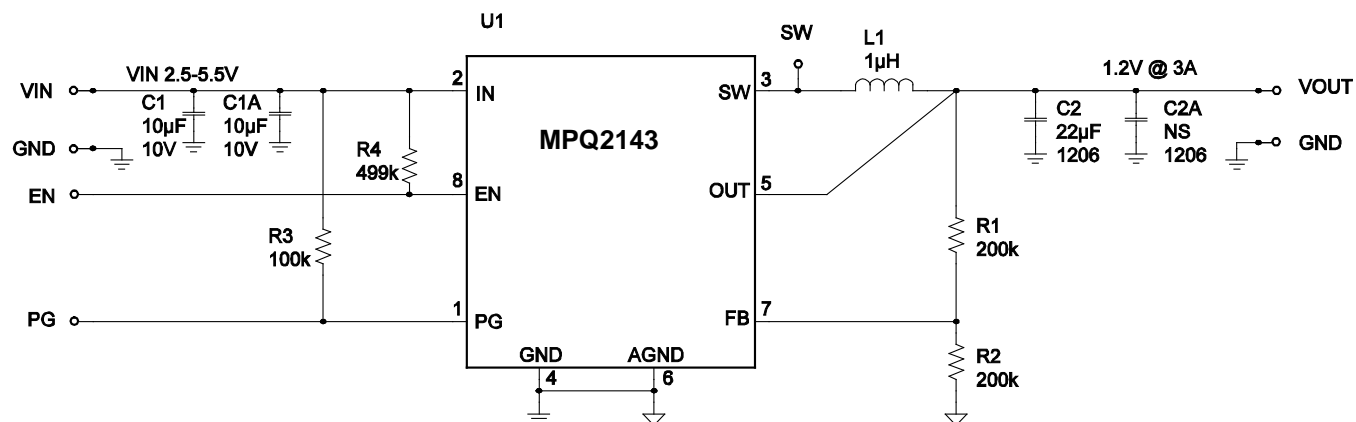 U1
SW
L1
1µH
VIN
VIN 2.5-5.5V
2
IN
SW
3
1.2V @ 3A
VOUT
C1
10µF
10V
C1A
10µF
10V
MPQ2143
C2
22µF
1206
C2A
NS
1206
GND
GND
R4
499k
EN
8
EN
OUT
5
R3
100k
R1
200k
PG
1
PG
FB
7
GND
AGND
4
6
R2
200k